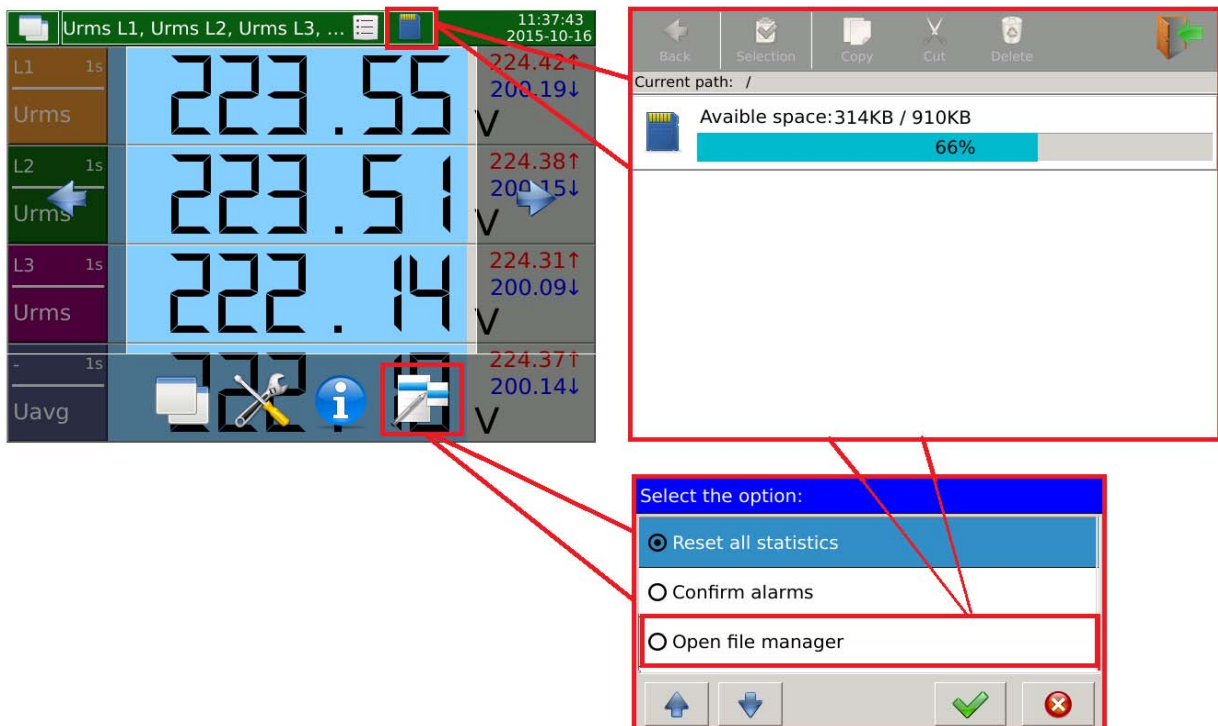 Urms L1, Urms L2, Urms L3, ...
11:37:43
2015-10-16
L1 1s
Urms
223.55
V
224.42↑
200.19↓
L2 1s
Urms
223.51
V
224.38↑
200.15↓
L3 1s
Urms
222.14
V
224.31↑
200.09↓
- 1s
Uavg
V
224.37↑
200.14↓
Back Selection Copy Cut Delete
Current path: /
Avaible space:314KB / 910KB
66%
Select the option:
Reset all statistics
Confirm alarms
Open file manager